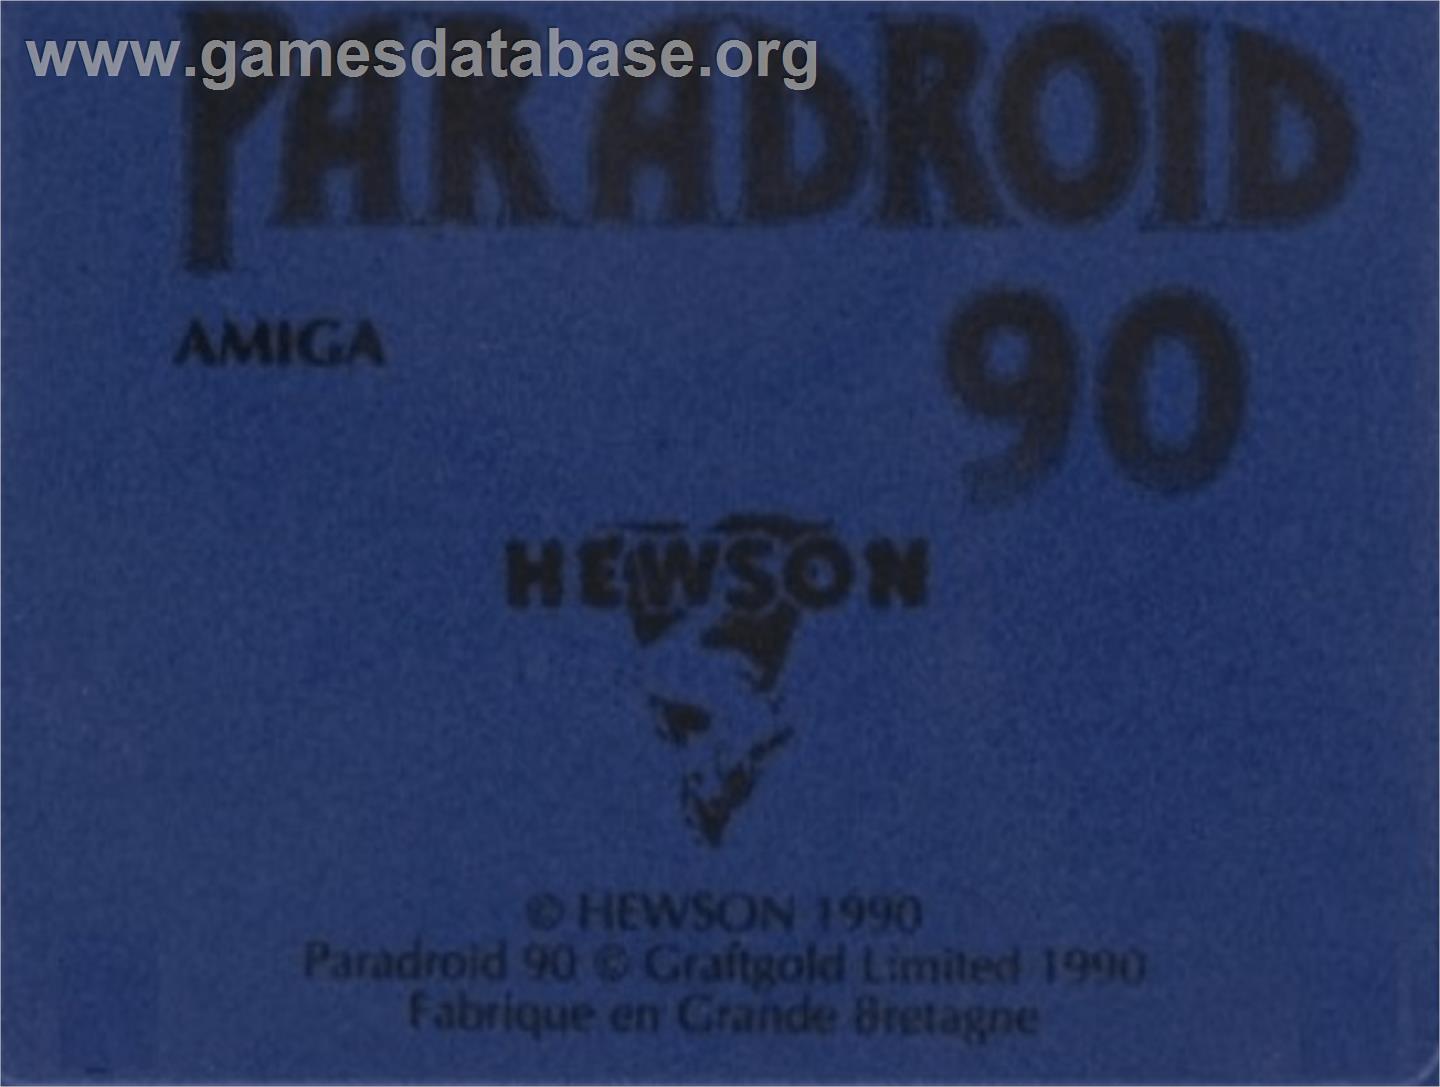 www.gamesdatabase.org
PARADROID
90
AMIGA
HEWSON
© HEWSON 1990
Paradroid 90 © Graftgold Limited 1990
Fabrique en Grande Bretagne